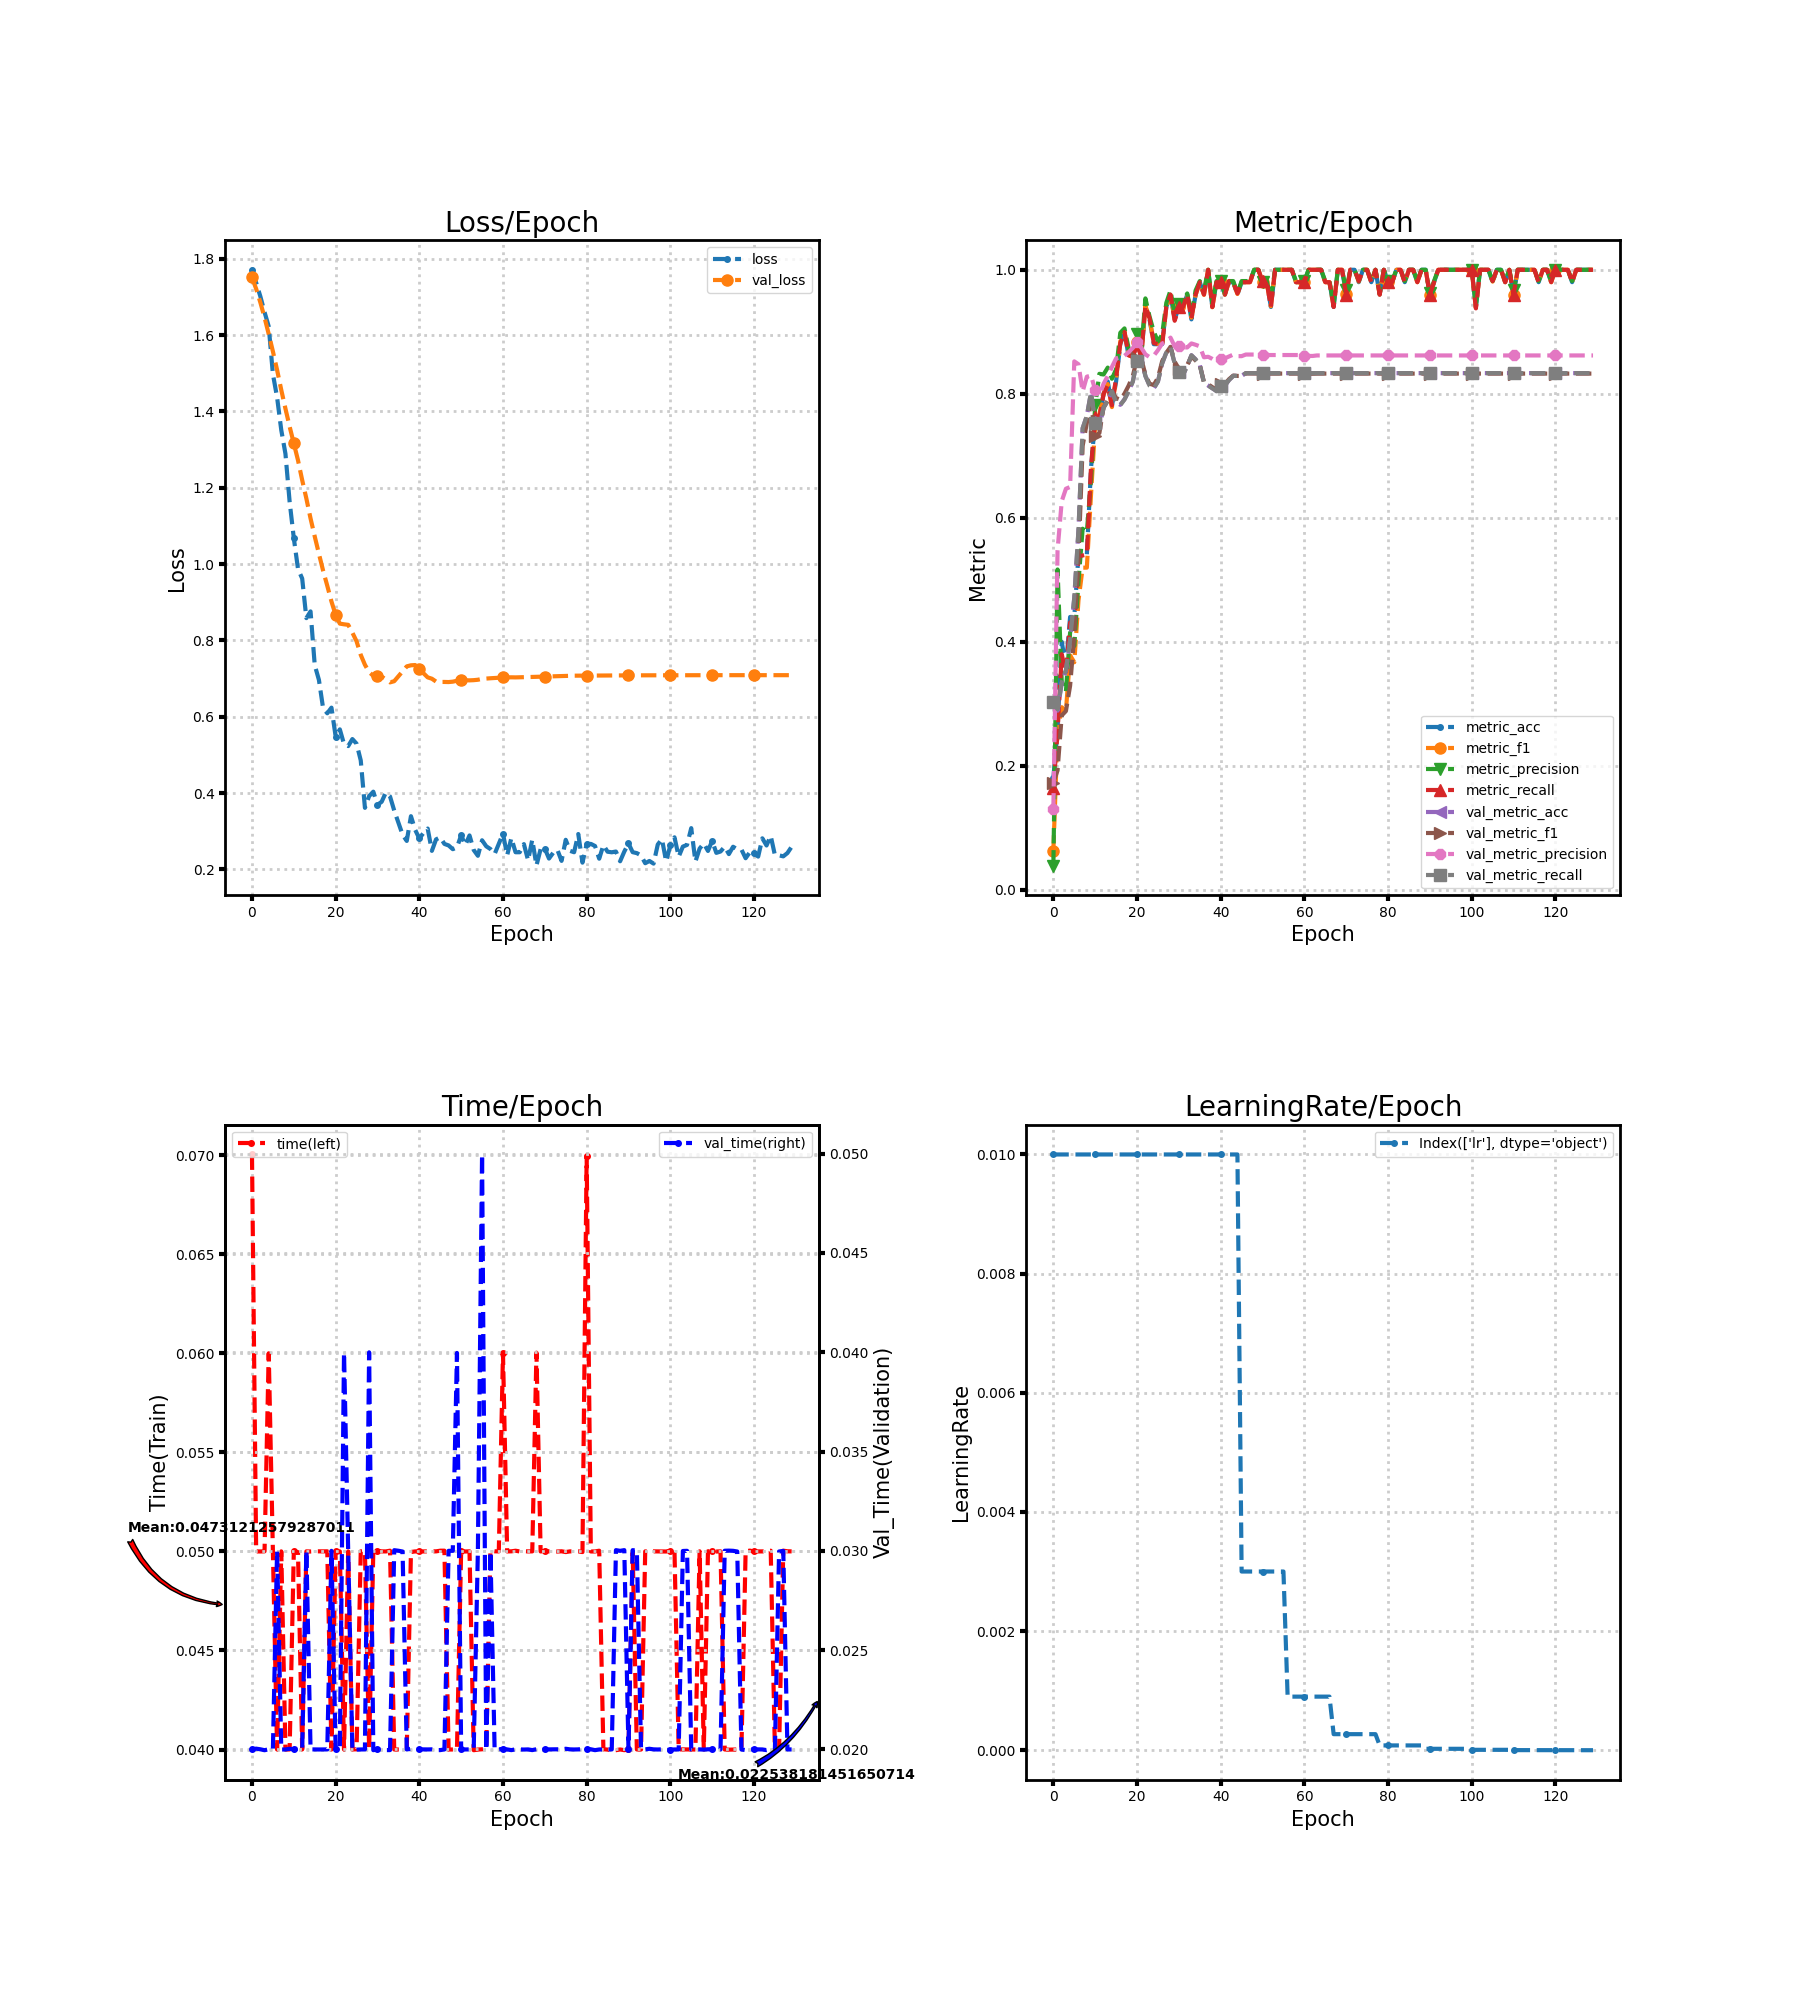 Loss/Epoch
1.8
1.6
1.4
1.2
1.0
0.8
0.6
0.4
0.2
Loss
loss
val_loss
0 20 40 60 80 100 120
Epoch
Metric/Epoch
1.0
0.8
0.6
0.4
0.2
0.0
Metric
metric_acc
metric_f1
metric_precision
metric_recall
val_metric_acc
val_metric_f1
val_metric_precision
val_metric_recall
0 20 40 60 80 100 120
Epoch
Time/Epoch
time(left)
val_time(right)
0.070
0.065
0.060
0.055
0.050
0.045
0.040
Time(Train)
Mean:0.04731212579287011
0.050
0.045
0.040
0.035
0.030
0.025
0.020
Val_Time(Validation)
Mean:0.022538181451650714
0 20 40 60 80 100 120
Epoch
LearningRate/Epoch
Index(['lr'], dtype='object')
0.010
0.008
0.006
0.004
0.002
0.000
LearningRate
0 20 40 60 80 100 120
Epoch